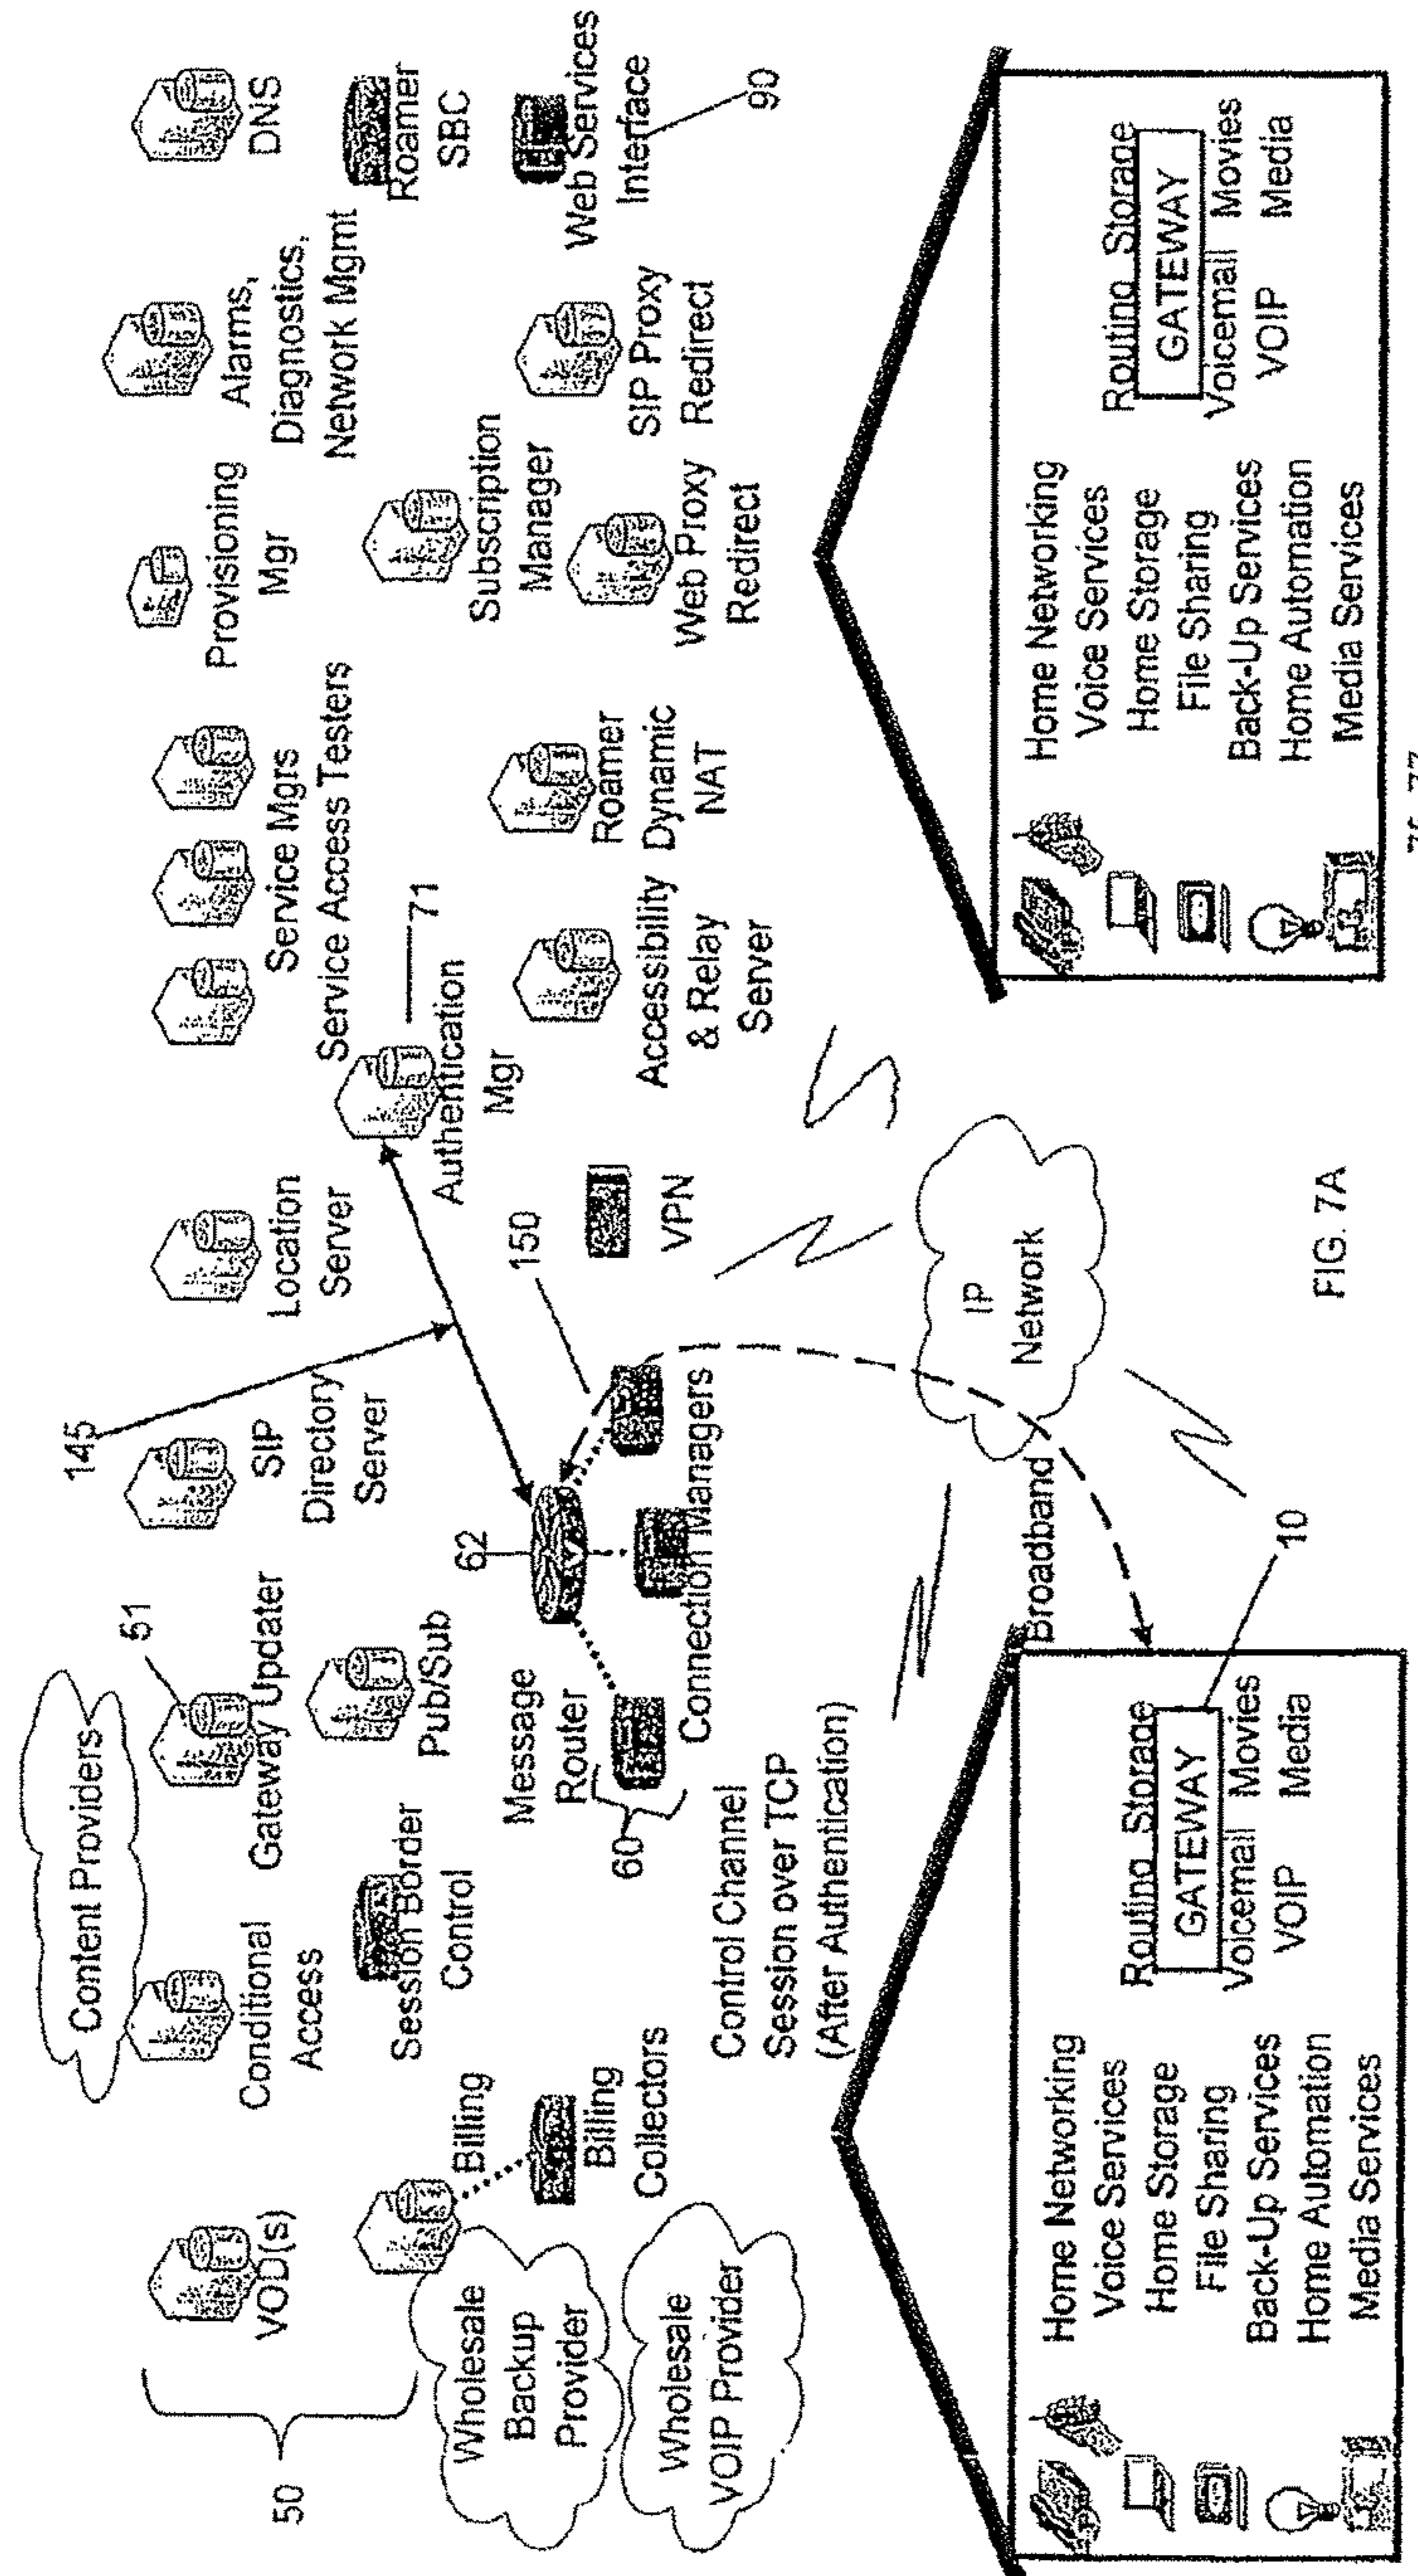 Content Providers
VOD(s)
Conditional
Access
51
Gateway Updater
145
SIP
Directory
Server
Location
Server
Service Mgrs
Service Access Testers
Provisioning
Mgr
Alarms,
Diagnostics,
Network Mgmt
DNS
50
Billing
Billing
Collectors
Session Border
Control
Pub/Sub
62
Message
Router
60
Connection Managers
150
VPN
Authentication
Mgr
71
Accessibility
& Relay
Server
Roamer
Dynamic
NAT
Subscription
Manager
Web Proxy
Redirect
SIP Proxy
Redirect
Roamer
SBC
Web Services
Interface
90
Wholesale
Backup
Provider
Wholesale
VOIP Provider
Control Channel
Session over TCP
(After Authentication)
IP
Network
Broadband
10
Home Networking
Voice Services
Home Storage
File Sharing
Back-Up Services
Home Automation
Media Services
Routing Storage
GATEWAY
Voicemail Movies
VOIP Media
Home Networking
Voice Services
Home Storage
File Sharing
Back-Up Services
Home Automation
Media Services
Routing Storage
GATEWAY
Voicemail Movies
VOIP Media
FIG. 7A